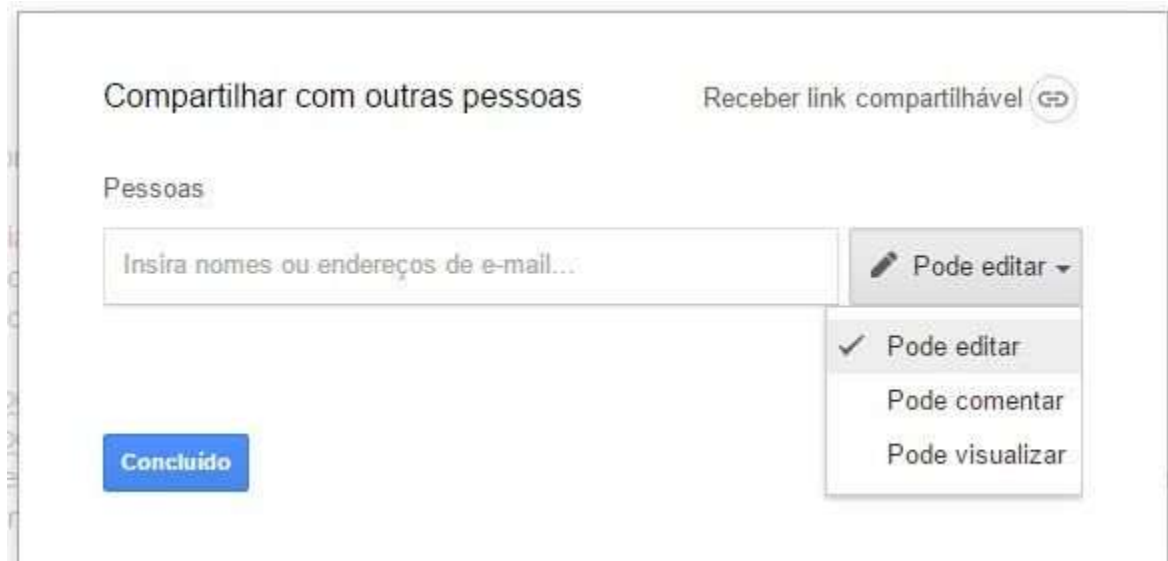 Compartilhar com outras pessoas
Receber link compartilhável
Pessoas
Insira nomes ou endereços de e-mail...
Pode editar
Pode editar
Pode comentar
Pode visualizar
Concluído